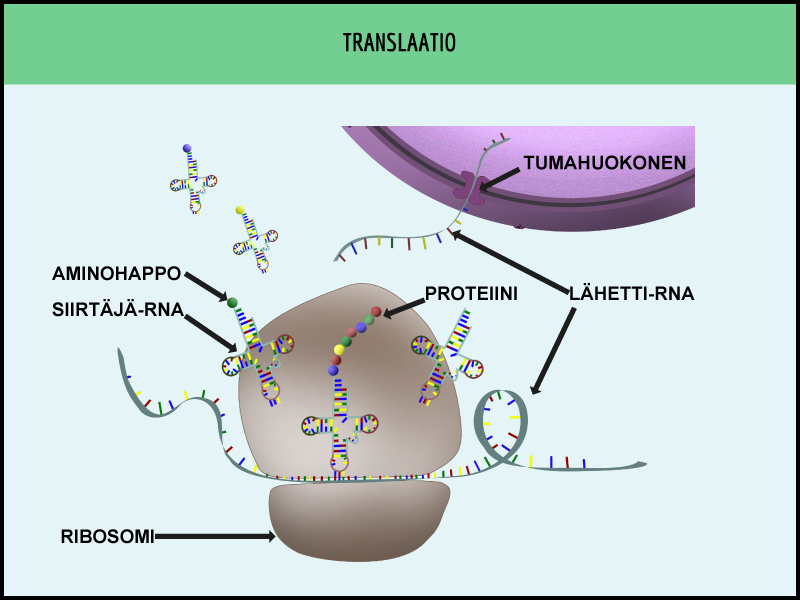 TRANSLAATIO
TUMAHUOKONEN
AMINOHAPPO
PROTEIINI
LÄHETTI-RNA
SIIRTÄJÄ-RNA
RIBOSOMI